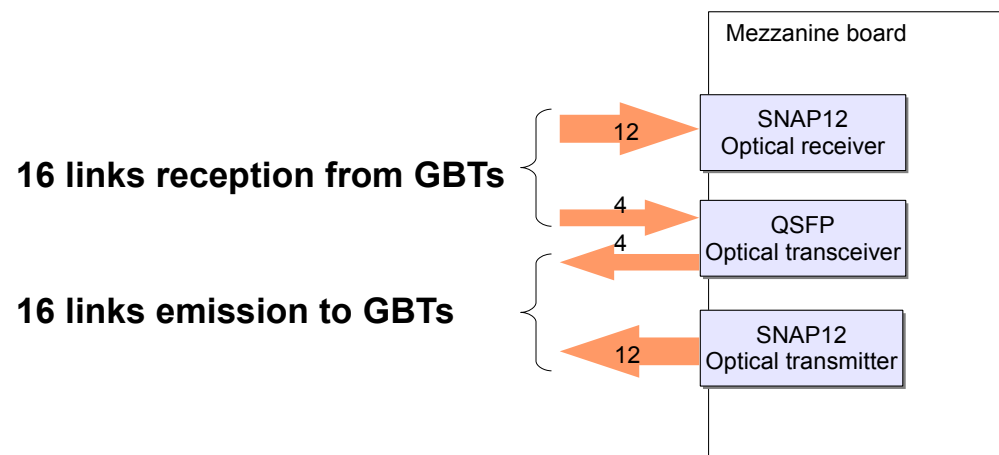 Mezzanine board
12
SNAP12
Optical receiver
16 links reception from GBTs
4
QSFP
Optical transceiver
4
16 links emission to GBTs
12
SNAP12
Optical transmitter